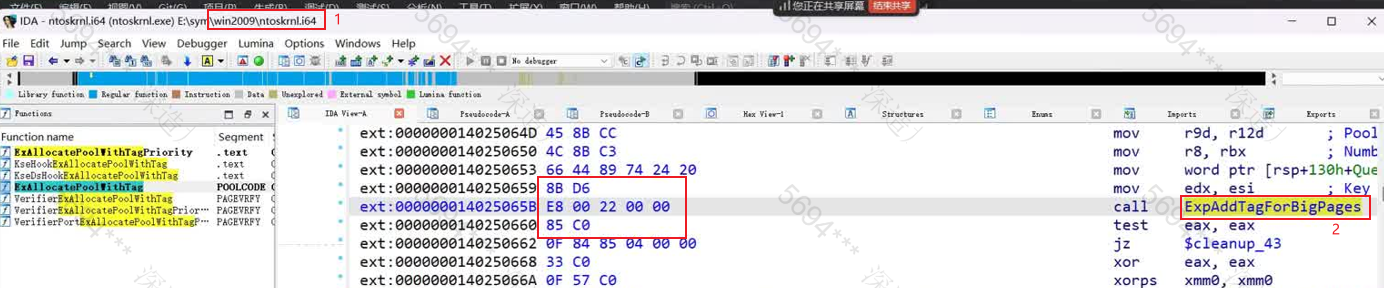 您正在共享屏幕 结束共享
IDA - ntoskrnl.i64 (ntoskrnl.exe) E:\sym\win2009\ntoskrnl.i64 1
File Edit Jump Search View Debugger Lumina Options Windows Help
No debugger
Library function Regular function Instruction Data Unexplored External symbol Lumina function
Functions IDA View-A Pseudocode-A Pseudocode-B Hex View-1 Structures Enums Imports Exports
Function name Segment
ExAllocatePoolWithTagPriority .text
KseHookExAllocatePoolWithTag .text
KseDsHookExAllocatePoolWithTag .text
ExAllocatePoolWithTag POOLCODE
VerifierExAllocatePoolWithTag PAGEVRFY
VerifierExAllocatePoolWithTagPrior··· PAGEVRFY
VerifierPortExAllocatePoolWithTagP··· PAGEVRFY
ext:000000014025064D 45 8B CC mov r9d, r12d ; Pool
ext:0000000140250650 4C 8B C3 mov r8, rbx ; Numb
ext:0000000140250653 66 44 89 74 24 20 mov word ptr [rsp+130h+Que
ext:0000000140250659 8B D6 mov edx, esi ; Key
ext:000000014025065B E8 00 22 00 00 call ExpAddTagForBigPages
ext:0000000140250660 85 C0 test eax, eax 2
ext:0000000140250662 0F 84 85 04 00 00 jz $cleanup_43
ext:0000000140250668 33 C0 xor eax, eax
ext:000000014025066A 0F 57 C0 xorps xmm0, xmm0
5694***
深造